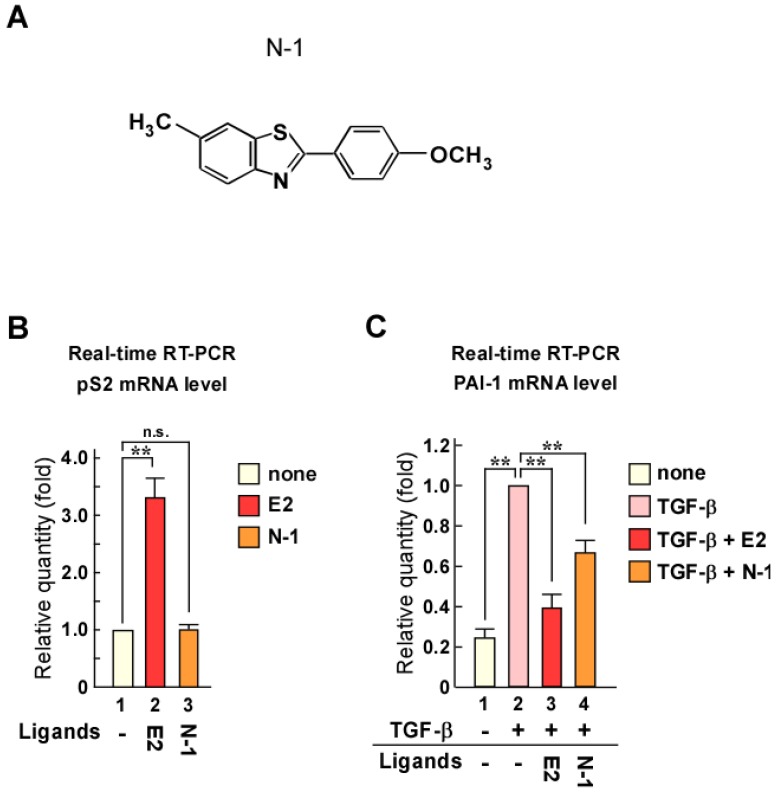 A
N-1
H₃C
S
N
OCH₃
B
Real-time RT-PCR
pS2 mRNA level
n.s.
**
Relative quantity (fold)
4.0
3.0
2.0
1.0
0
none
E2
N-1
1 2 3
Ligands - E2 N-1
C
Real-time RT-PCR
PAI-1 mRNA level
**
** **
Relative quantity (fold)
1.2
1.0
0.8
0.6
0.4
0.2
0
none
TGF-β
TGF-β + E2
TGF-β + N-1
1 2 3 4
TGF-β - + + +
Ligands - - E2 N-1